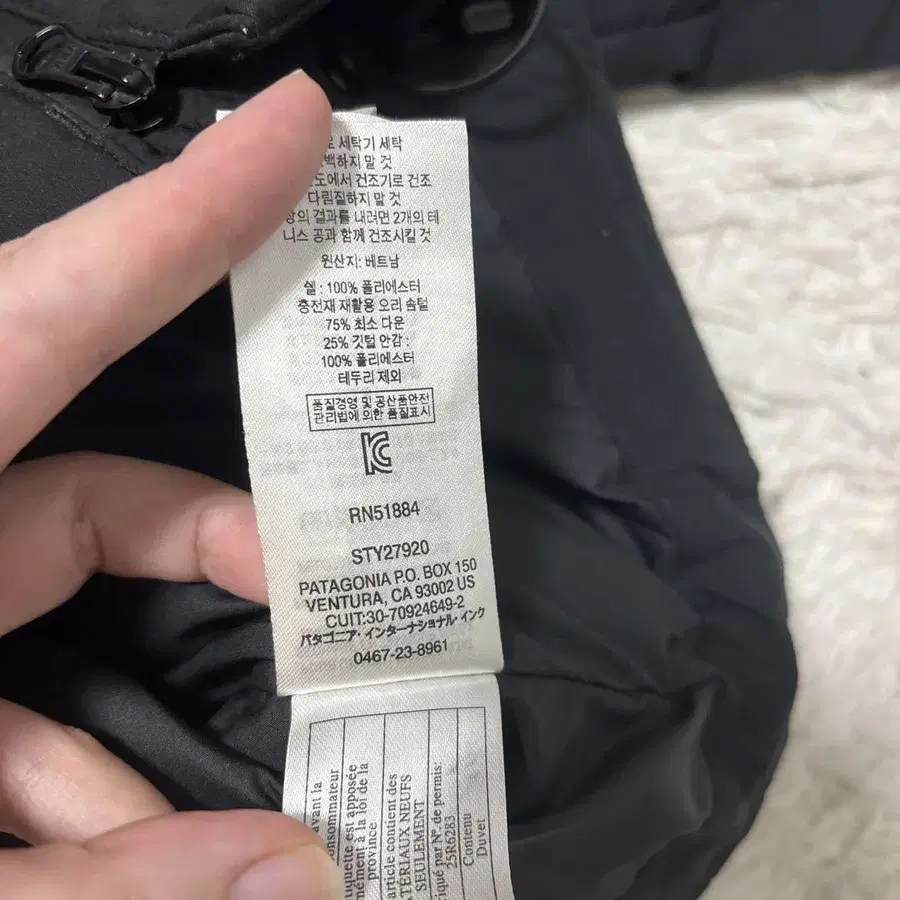 세탁기 세탁
백하지 말 것
도에서 건조기로 건조
다림질하지 말 것
의 결과를 내려면 2개의 테
니스 공과 함께 건조시킬 것
원산지: 베트남
쉘 : 100% 폴리에스터
충전재 재활용 오리 솜털
75% 최소 다운
25% 깃털 안감 :
100% 폴리에스터
테두리 제외
품질경영 및 공산품안전
관리법에 의한 품질표시
RN51884
STY27920
PATAGONIA P.O. BOX 150
VENTURA, CA 93002 US
CUIT:30-70924649-2
パタゴニア・インターナショナル・インク
0467-23-8961
avant la
onsommateur
iquette est apposée
mément à la loi de la
province
article contient des
MATÉRIAUX NEUFS
SEULEMENT
iqué par Nº. de permis:
25R6283
Contenu
Duvet